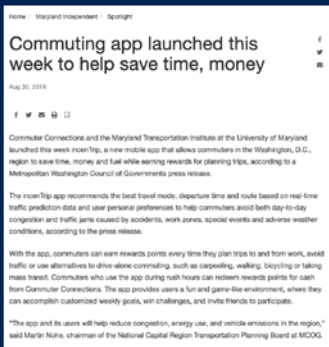 Home / Maryland Independent / Spotlight
Commuting app launched this
week to help save time, money
Aug 30, 2019
Commuter Connections and the Maryland Transportation Institute at the University of Maryland
launched this week incenTrip, a new mobile app that allows commuters in the Washington, D.C.,
region to save time, money and fuel while earning rewards for planning trips, according to a
Metropolitan Washington Council of Governments press release.
The incenTrip app recommends the best travel mode, departure time and route based on real-time
traffic prediction data and user personal preferences to help commuters avoid both day-to-day
congestion and traffic jams caused by accidents, work zones, special events and adverse weather
conditions, according to the press release.
With the app, commuters can earn reward points every time they plan trips to and from work, avoid
traffic or use alternatives to drive-alone commuting, such as carpooling, walking, bicycling or taking
mass transit. Commuters who use the app during rush hours can redeem rewards points for cash
from Commuter Connections. The app provides users a fun and game-like environment, where they
can accomplish customized weekly goals, win challenges, and invite friends to participate.
"The app and its users will help reduce congestion, energy use, and vehicle emissions in the region,"
said Martin Nohe, chairman of the National Capital Region Transportation Planning Board at MCOG.